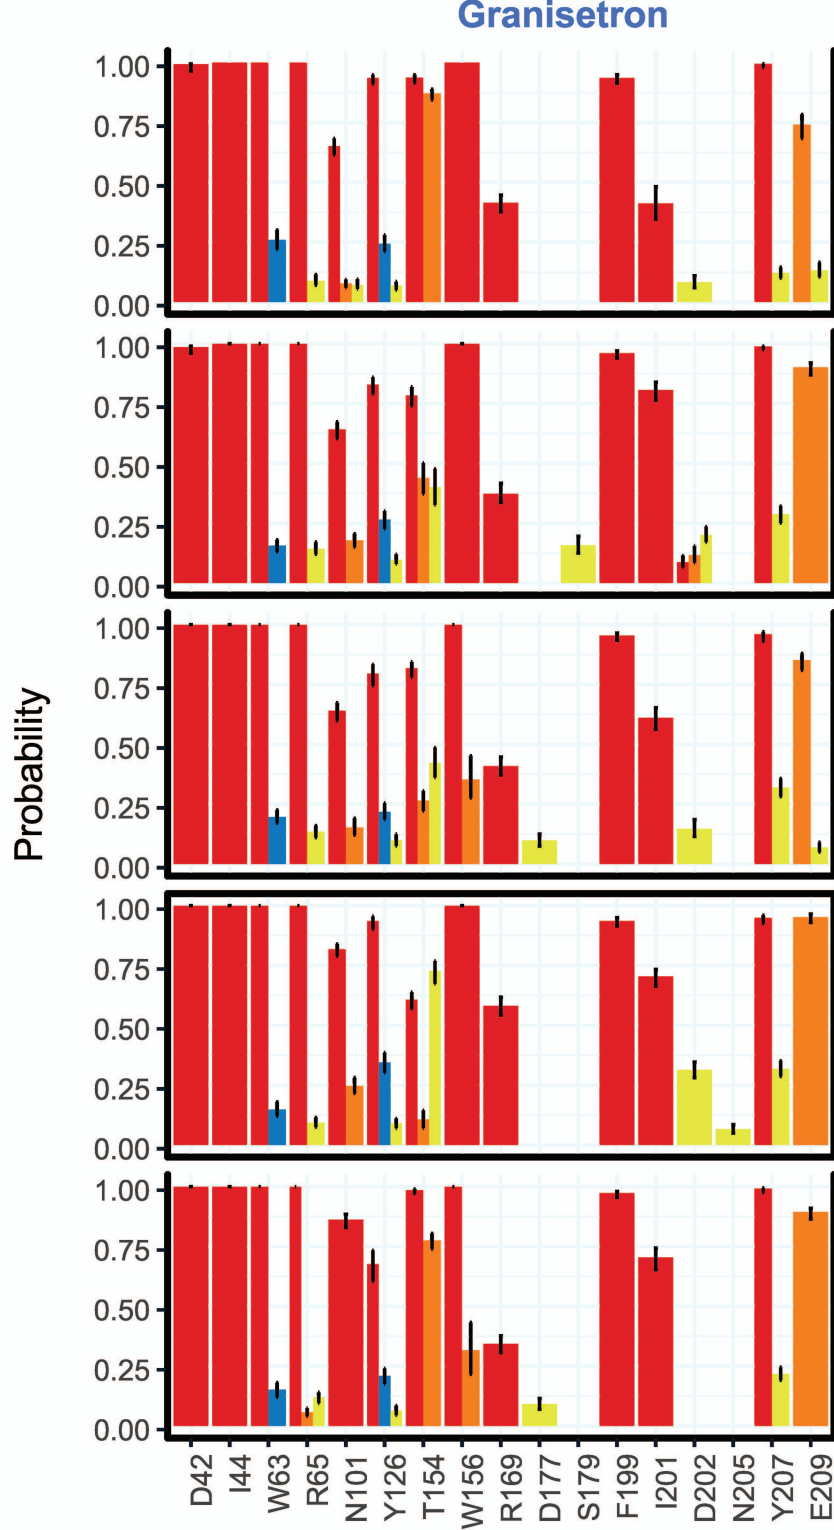 Granisetron
1.00
0.75
0.50
0.25
0.00
1.00
0.75
0.50
0.25
0.00
1.00
0.75
0.50
0.25
0.00
1.00
0.75
0.50
0.25
0.00
1.00
0.75
0.50
0.25
0.00
Probability
D42
I44
W63
R65
N101
Y126
T154
W156
R169
D177
S179
F199
I201
D202
N205
Y207
E209